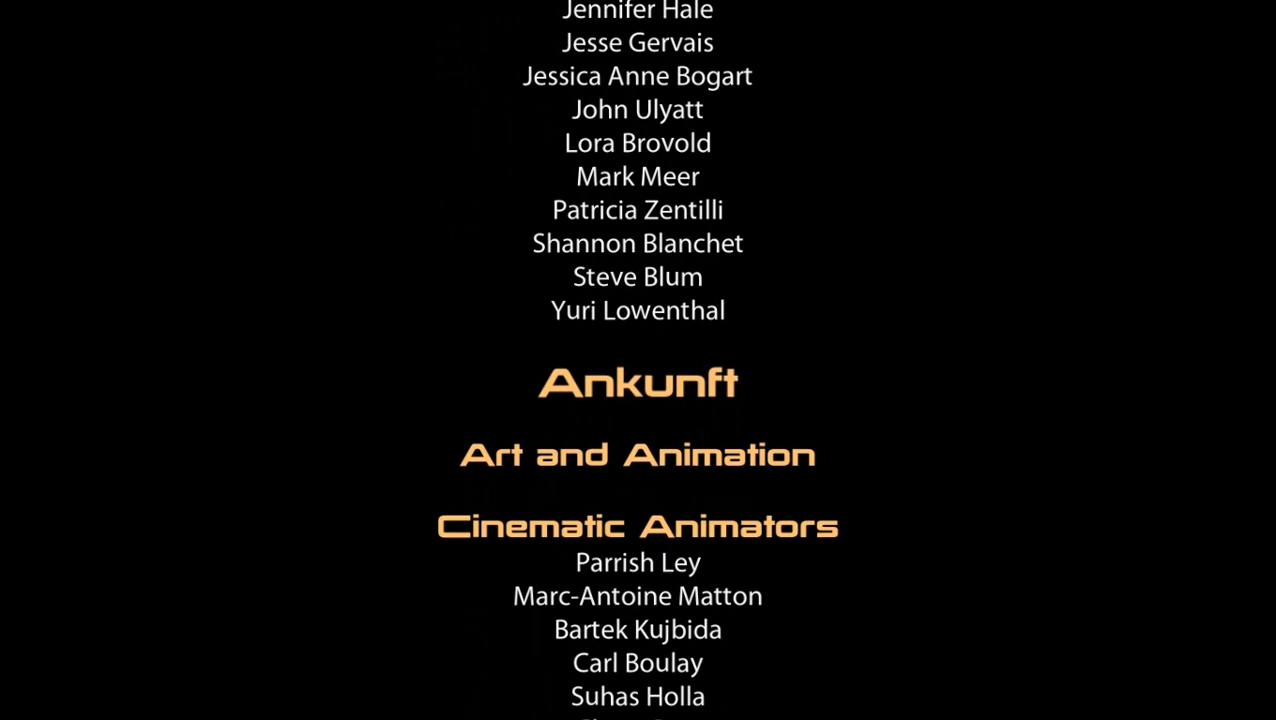 Jennifer Hale
Jesse Gervais
Jessica Anne Bogart
John Ulyatt
Lora Brovold
Mark Meer
Patricia Zentilli
Shannon Blanchet
Steve Blum
Yuri Lowenthal
Ankunft
Art and Animation
Cinematic Animators
Parrish Ley
Marc-Antoine Matton
Bartek Kujbida
Carl Boulay
Suhas Holla